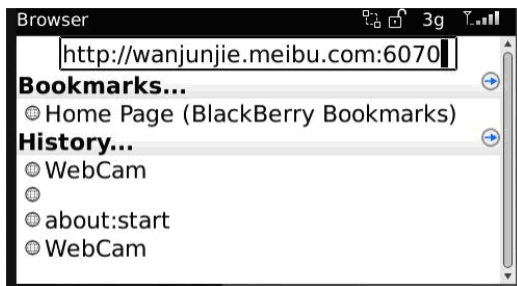 Browser 3g
http://wanjunjie.meibu.com:6070
Bookmarks...
Home Page (BlackBerry Bookmarks)
History...
WebCam
about:start
WebCam